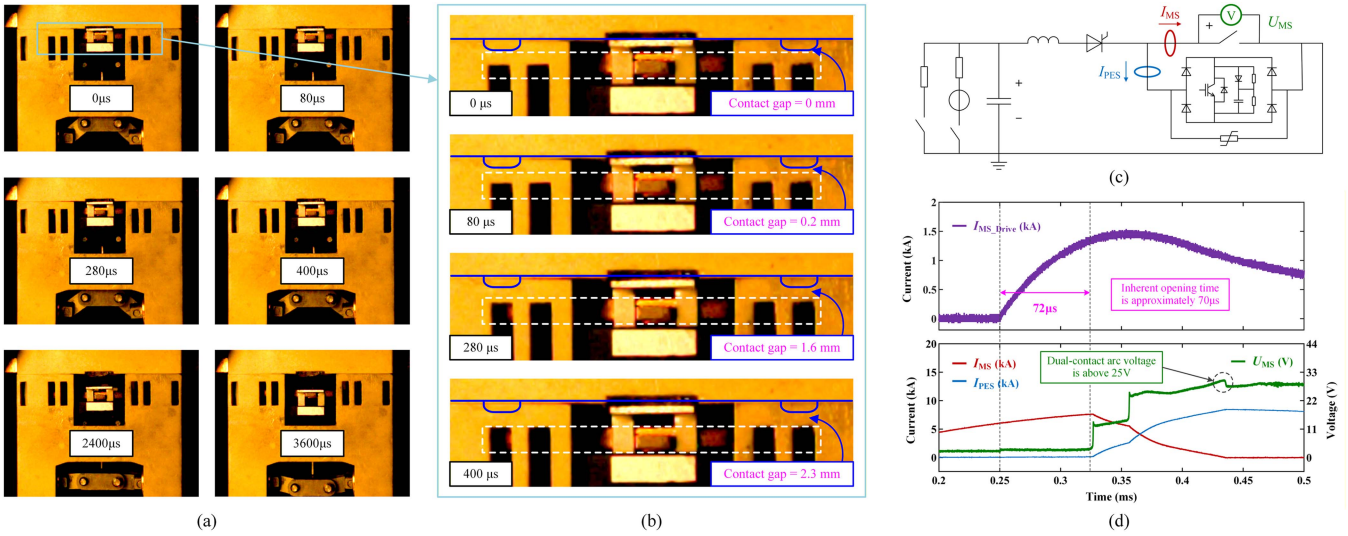 0μs
80μs
280μs
400μs
2400μs
3600μs
(a)
0 μs
Contact gap = 0 mm
80 μs
Contact gap = 0.2 mm
280 μs
Contact gap = 1.6 mm
400 μs
Contact gap = 2.3 mm
(b)
I_MS
V
+
U_MS
I_PES
+
−
(c)
2
1.5
1
0.5
0
Current (kA)
I_MS_Drive (kA)
72μs
Inherent opening time
is approximately 70μs
20
15
10
5
0
Current (kA)
I_MS (kA)
I_PES (kA)
Dual-contact arc voltage
is above 25V
U_MS (V)
44
33
22
11
0
Voltage (V)
0.2
0.25
0.3
0.35
0.4
0.45
0.5
Time (ms)
(d)